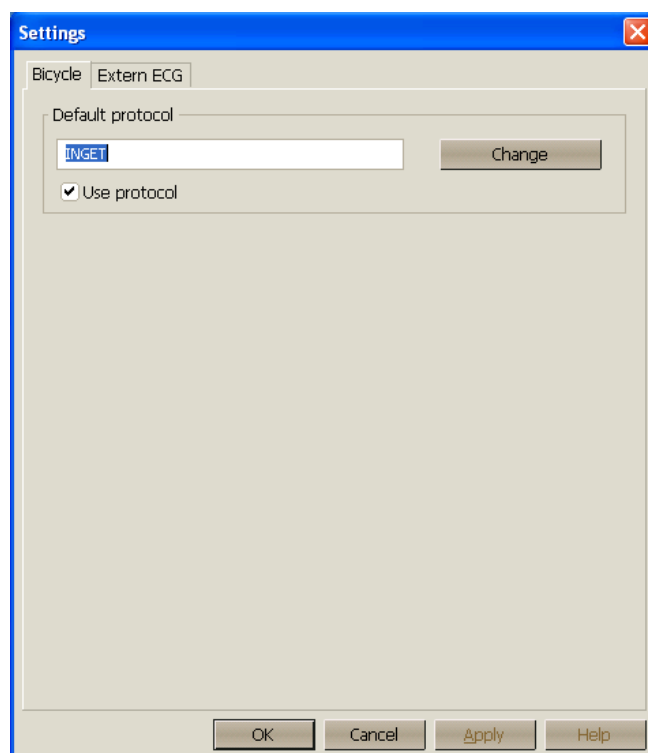 Settings
Bicycle Extern ECG
Default protocol
INGET Change
Use protocol
OK Cancel Apply Help